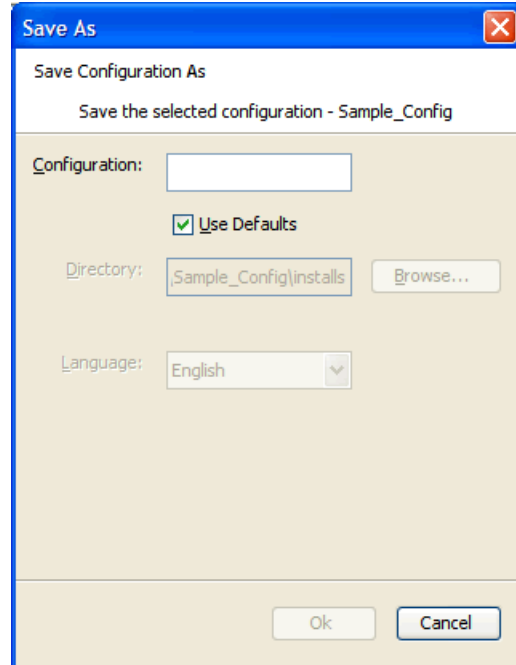 Save As
Save Configuration As
Save the selected configuration - Sample_Config
Configuration:
Use Defaults
Directory: Sample_Config\installs Browse...
Language: English
Ok Cancel